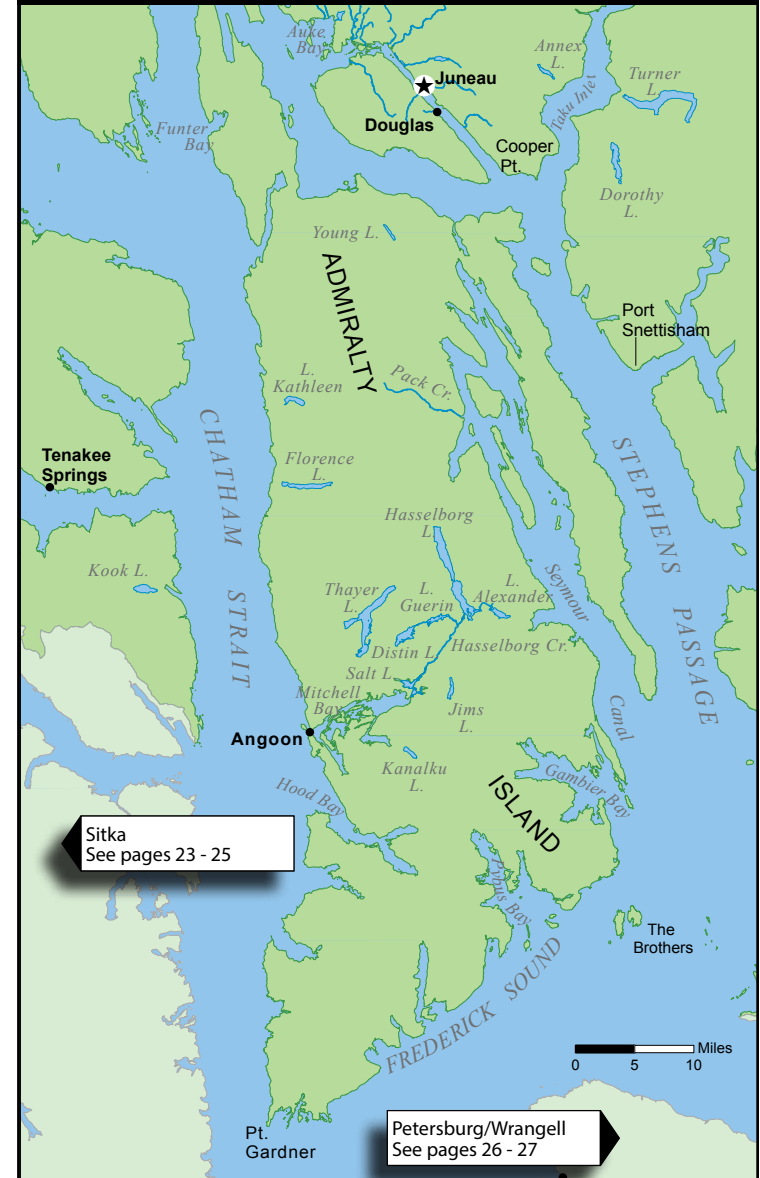 Auke
Bay
Juneau
Annex
L.
Taku Inlet
Turner
L.
Douglas
Funter
Bay
Cooper
Pt.
Dorothy
L.
Young L.
ADMIRALTY
Port
Snettisham
L.
Kathleen
Pack Cr.
CHATHAM STRAIT
STEPHENS PASSAGE
Tenakee
Springs
Florence
L.
Hasselborg
L.
Kook L.
Thayer
L.
L.
Guerin
L.
Alexander
Seymour Canal
Distin L.
Hasselborg Cr.
Salt L.
Mitchell
Bay
Jims
L.
Angoon
Kanalku
L.
Gambier Bay
Hood Bay
ISLAND
Sitka
See pages 23 - 25
Pybus Bay
The
Brothers
FREDERICK SOUND
Miles
0 5 10
Pt.
Gardner
Petersburg/Wrangell
See pages 26 - 27